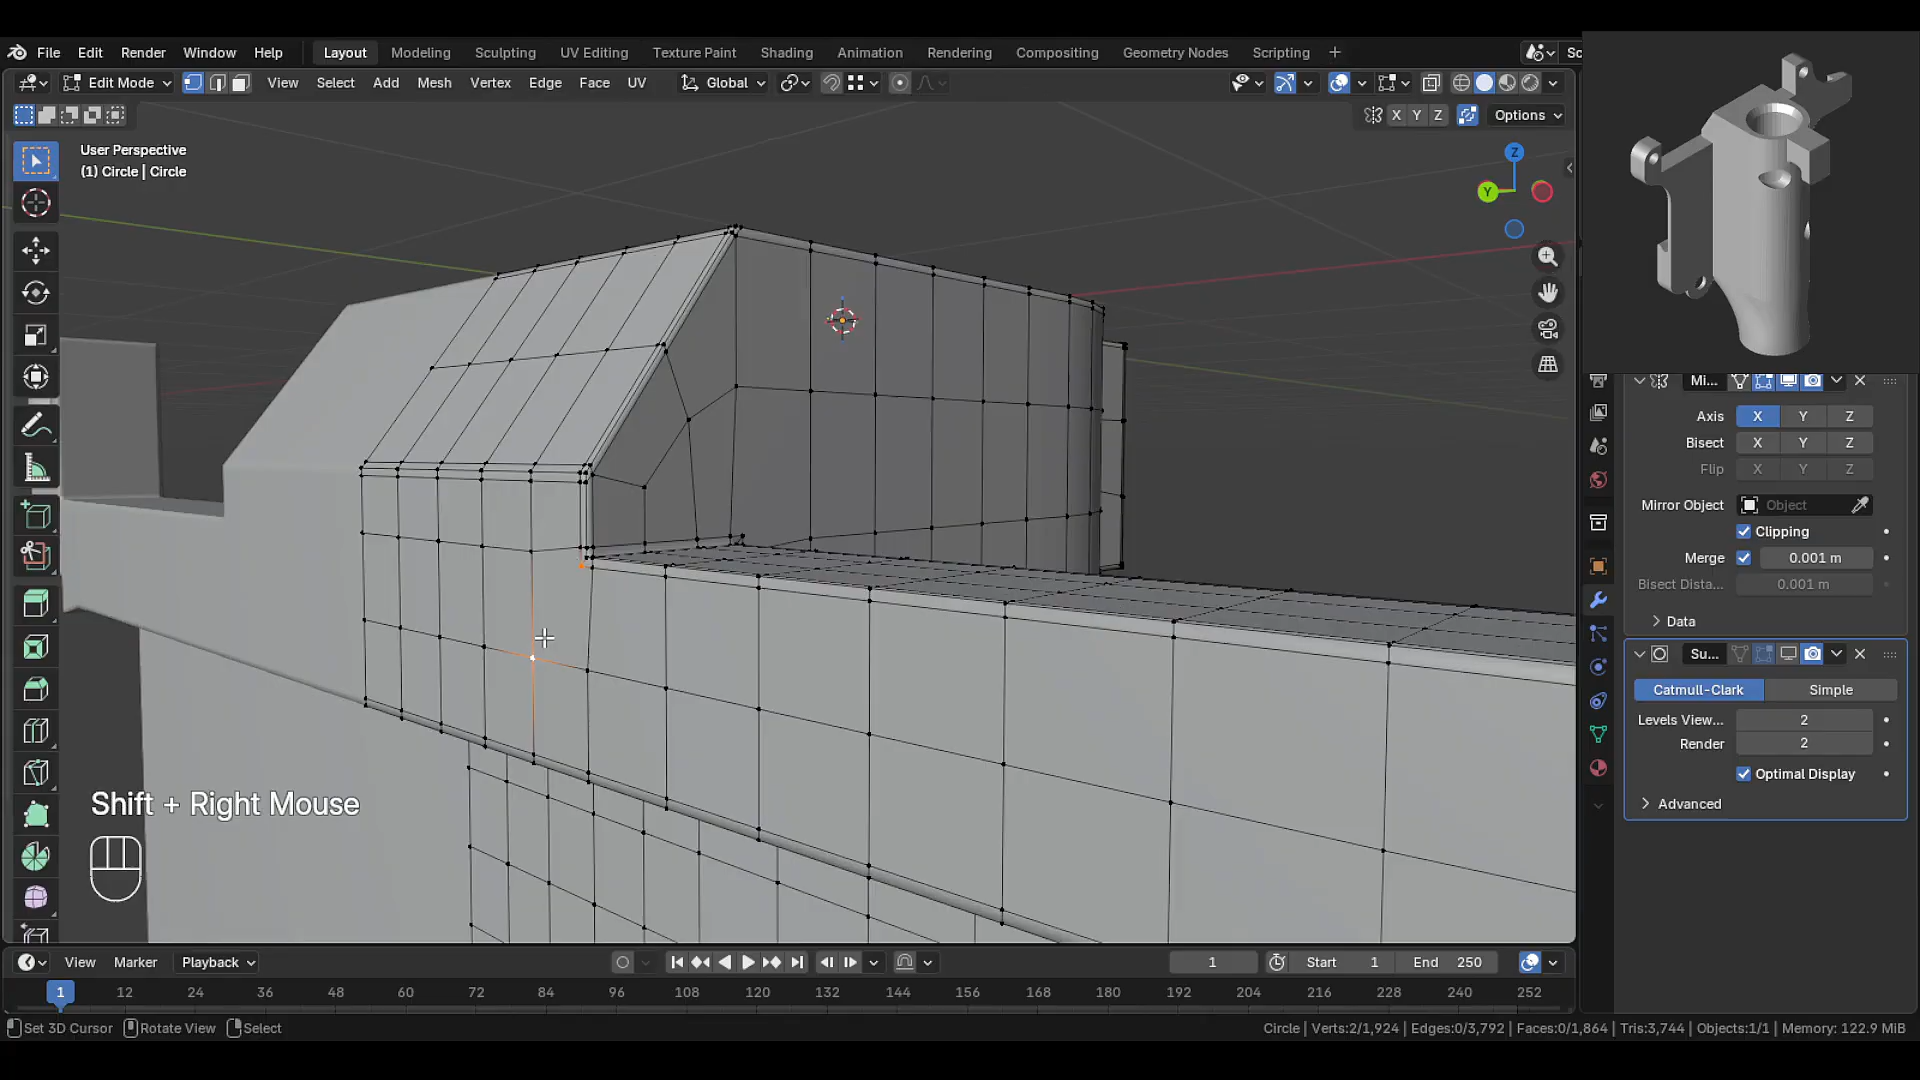 File Edit Render Window Help Layout Modeling Sculpting UV Editing Texture Paint Shading Animation Rendering Compositing Geometry Nodes Scripting + Sc
Edit Mode View Select Add Mesh Vertex Edge Face UV Global
X Y Z Options
User Perspective
(1) Circle | Circle
Z
Y
Mi...
Axis X Y Z
Bisect X Y Z
Flip X Y Z
Mirror Object Object
Clipping
Merge 0.001 m
Bisect Dista... 0.001 m
Data
Su...
Catmull-Clark Simple
Levels View... 2
Render 2
Optimal Display
Advanced
Shift + Right Mouse
View Marker Playback 1 Start 1 End 250
1 12 24 36 48 60 72 84 96 108 120 132 144 156 168 180 192 204 216 228 240 252
Set 3D Cursor Rotate View Select Circle | Verts:2/1,924 | Edges:0/3,792 | Faces:0/1,864 | Tris:3,744 | Objects:1/1 | Memory: 122.9 MiB